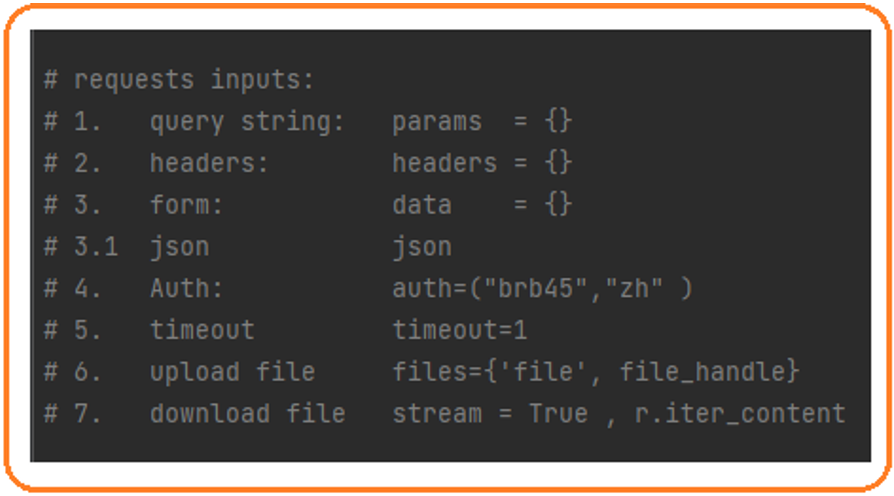 # requests inputs:
# 1.   query string:   params  = {}
# 2.   headers:        headers = {}
# 3.   form:           data    = {}
# 3.1  json            json
# 4.   Auth:           auth=("brb45","zh" )
# 5.   timeout         timeout=1
# 6.   upload file     files={'file', file_handle}
# 7.   download file   stream = True , r.iter_content